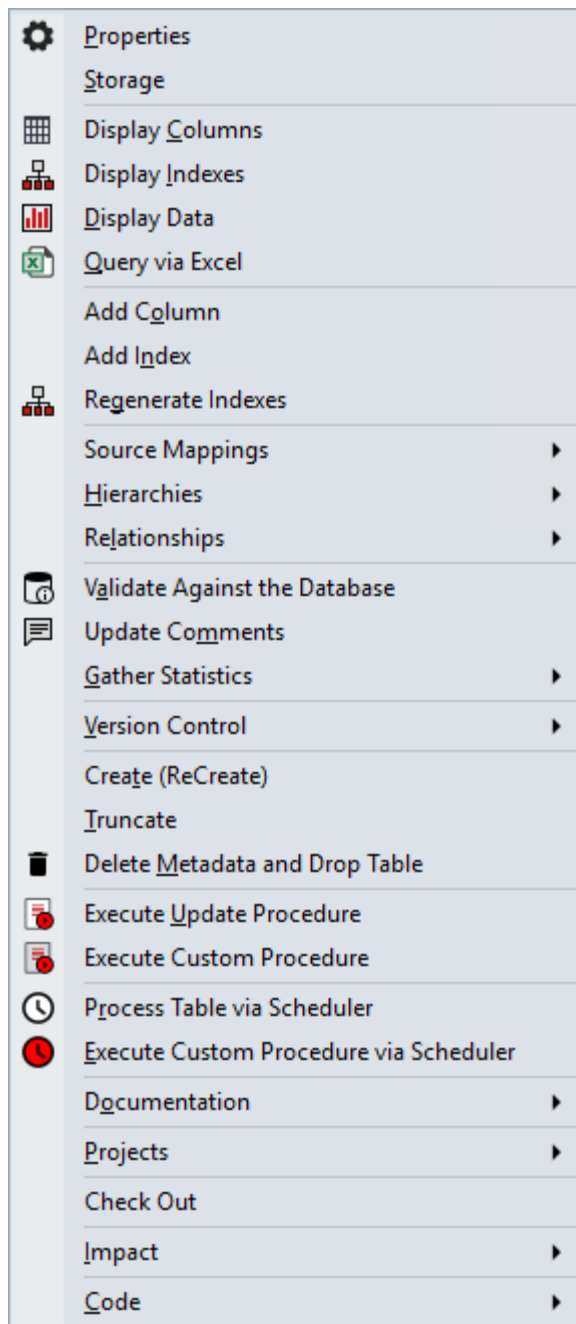 Properties
Storage
Display Columns
Display Indexes
Display Data
Query via Excel
Add Column
Add Index
Regenerate Indexes
Source Mappings
Hierarchies
Relationships
Validate Against the Database
Update Comments
Gather Statistics
Version Control
Create (ReCreate)
Truncate
Delete Metadata and Drop Table
Execute Update Procedure
Execute Custom Procedure
Process Table via Scheduler
Execute Custom Procedure via Scheduler
Documentation
Projects
Check Out
Impact
Code